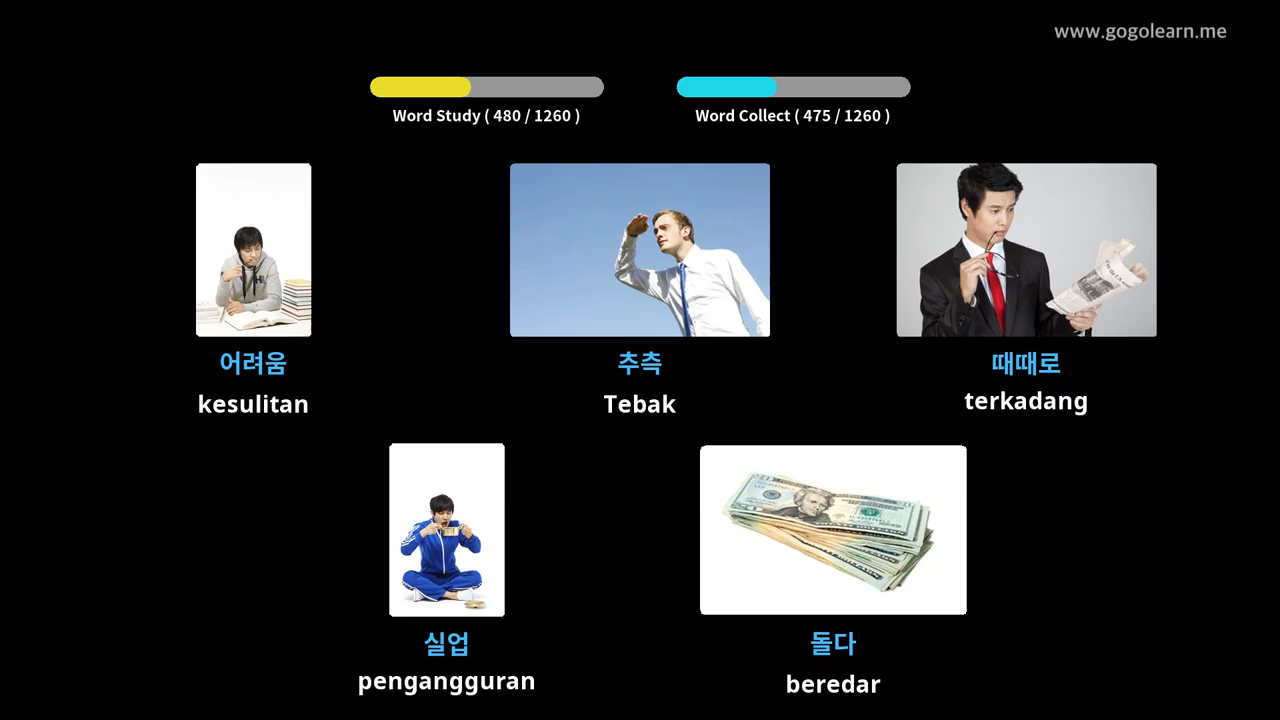 www.gogolearn.me
Word Study ( 480 / 1260 )
Word Collect ( 475 / 1260 )
어려움
kesulitan
추측
Tebak
때때로
terkadang
실업
pengangguran
돌다
beredar